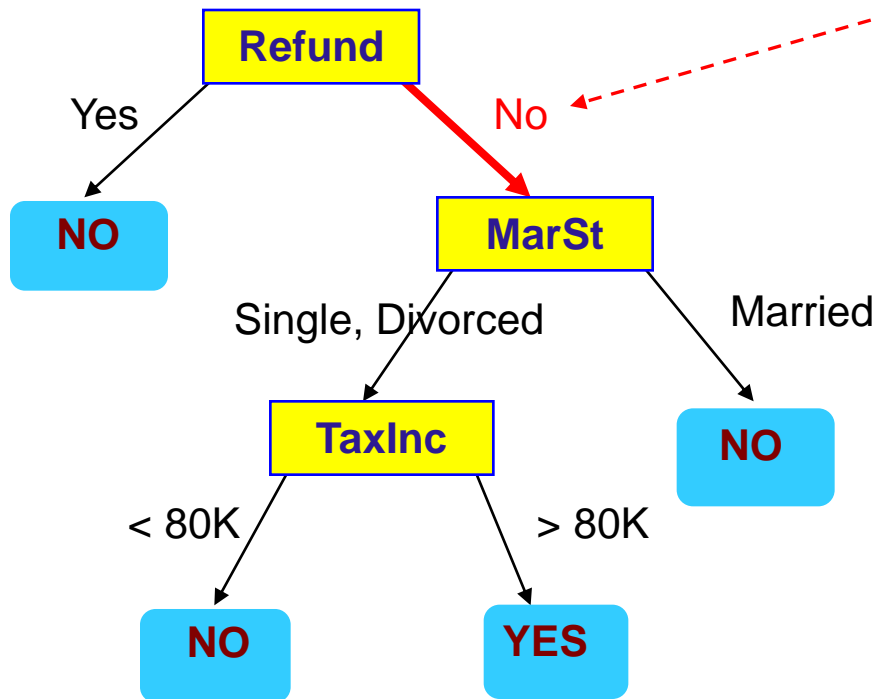 Refund
Yes
No
NO
MarSt
Single, Divorced
Married
TaxInc
NO
< 80K
> 80K
NO
YES